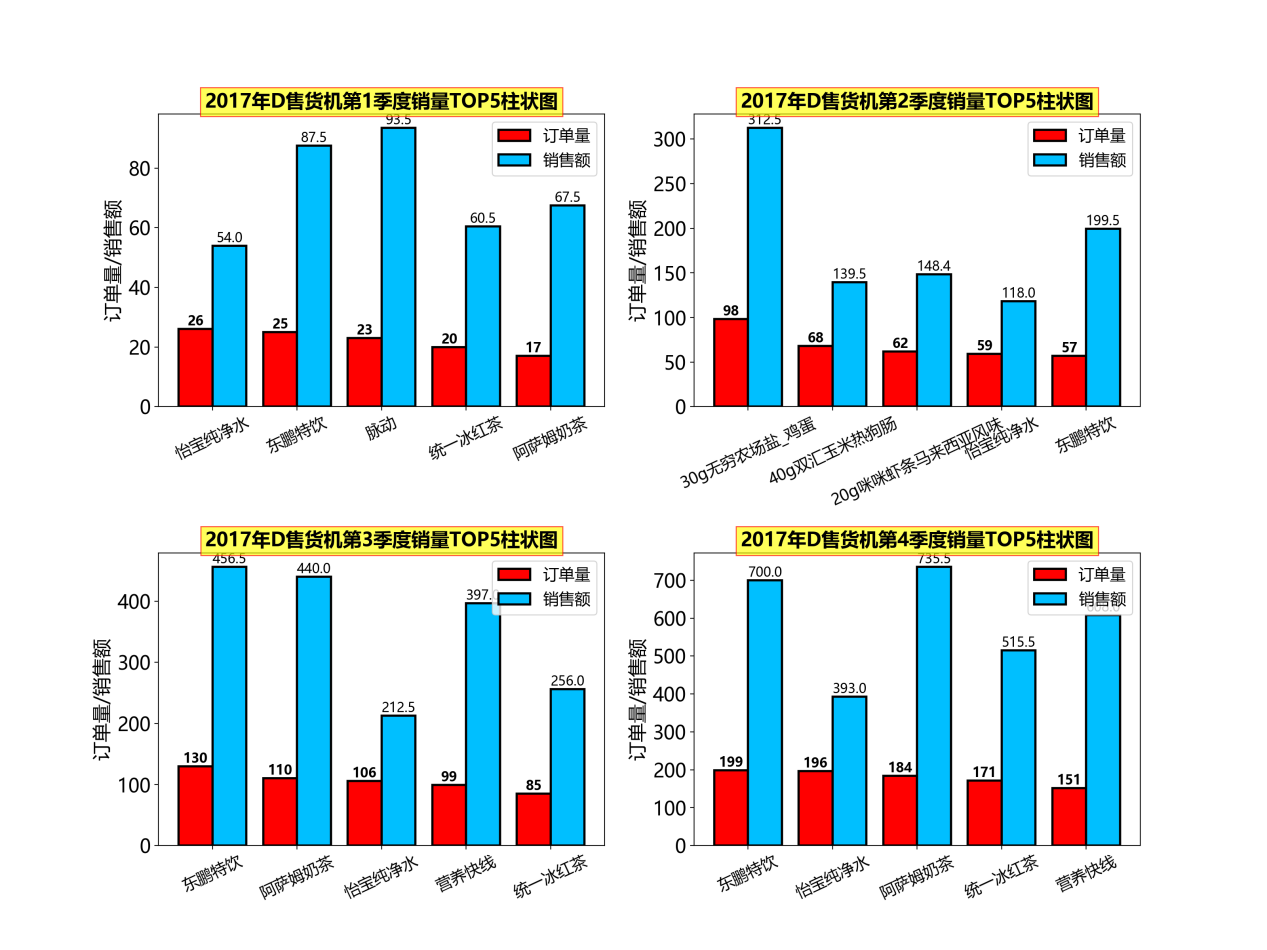 2017年D售货机第1季度销量TOP5柱状图
订单量/销售额
80
60
40
20
0
订单量
销售额
26
54.0
25
87.5
23
93.5
20
60.5
17
67.5
怡宝纯净水
东鹏特饮
脉动
统一冰红茶
阿萨姆奶茶
2017年D售货机第2季度销量TOP5柱状图
订单量/销售额
300
250
200
150
100
50
0
订单量
销售额
98
312.5
68
139.5
62
148.4
59
118.0
57
199.5
30g无穷农场盐_鸡蛋
40g双汇玉米热狗肠
20g咪咪虾条马来西亚风味
怡宝纯净水
东鹏特饮
2017年D售货机第3季度销量TOP5柱状图
订单量/销售额
400
300
200
100
0
订单量
销售额
130
456.5
110
440.0
106
212.5
99
397.0
85
256.0
东鹏特饮
阿萨姆奶茶
怡宝纯净水
营养快线
统一冰红茶
2017年D售货机第4季度销量TOP5柱状图
订单量/销售额
700
600
500
400
300
200
100
0
订单量
销售额
199
700.0
196
393.0
184
735.5
171
515.5
151
东鹏特饮
怡宝纯净水
阿萨姆奶茶
统一冰红茶
营养快线